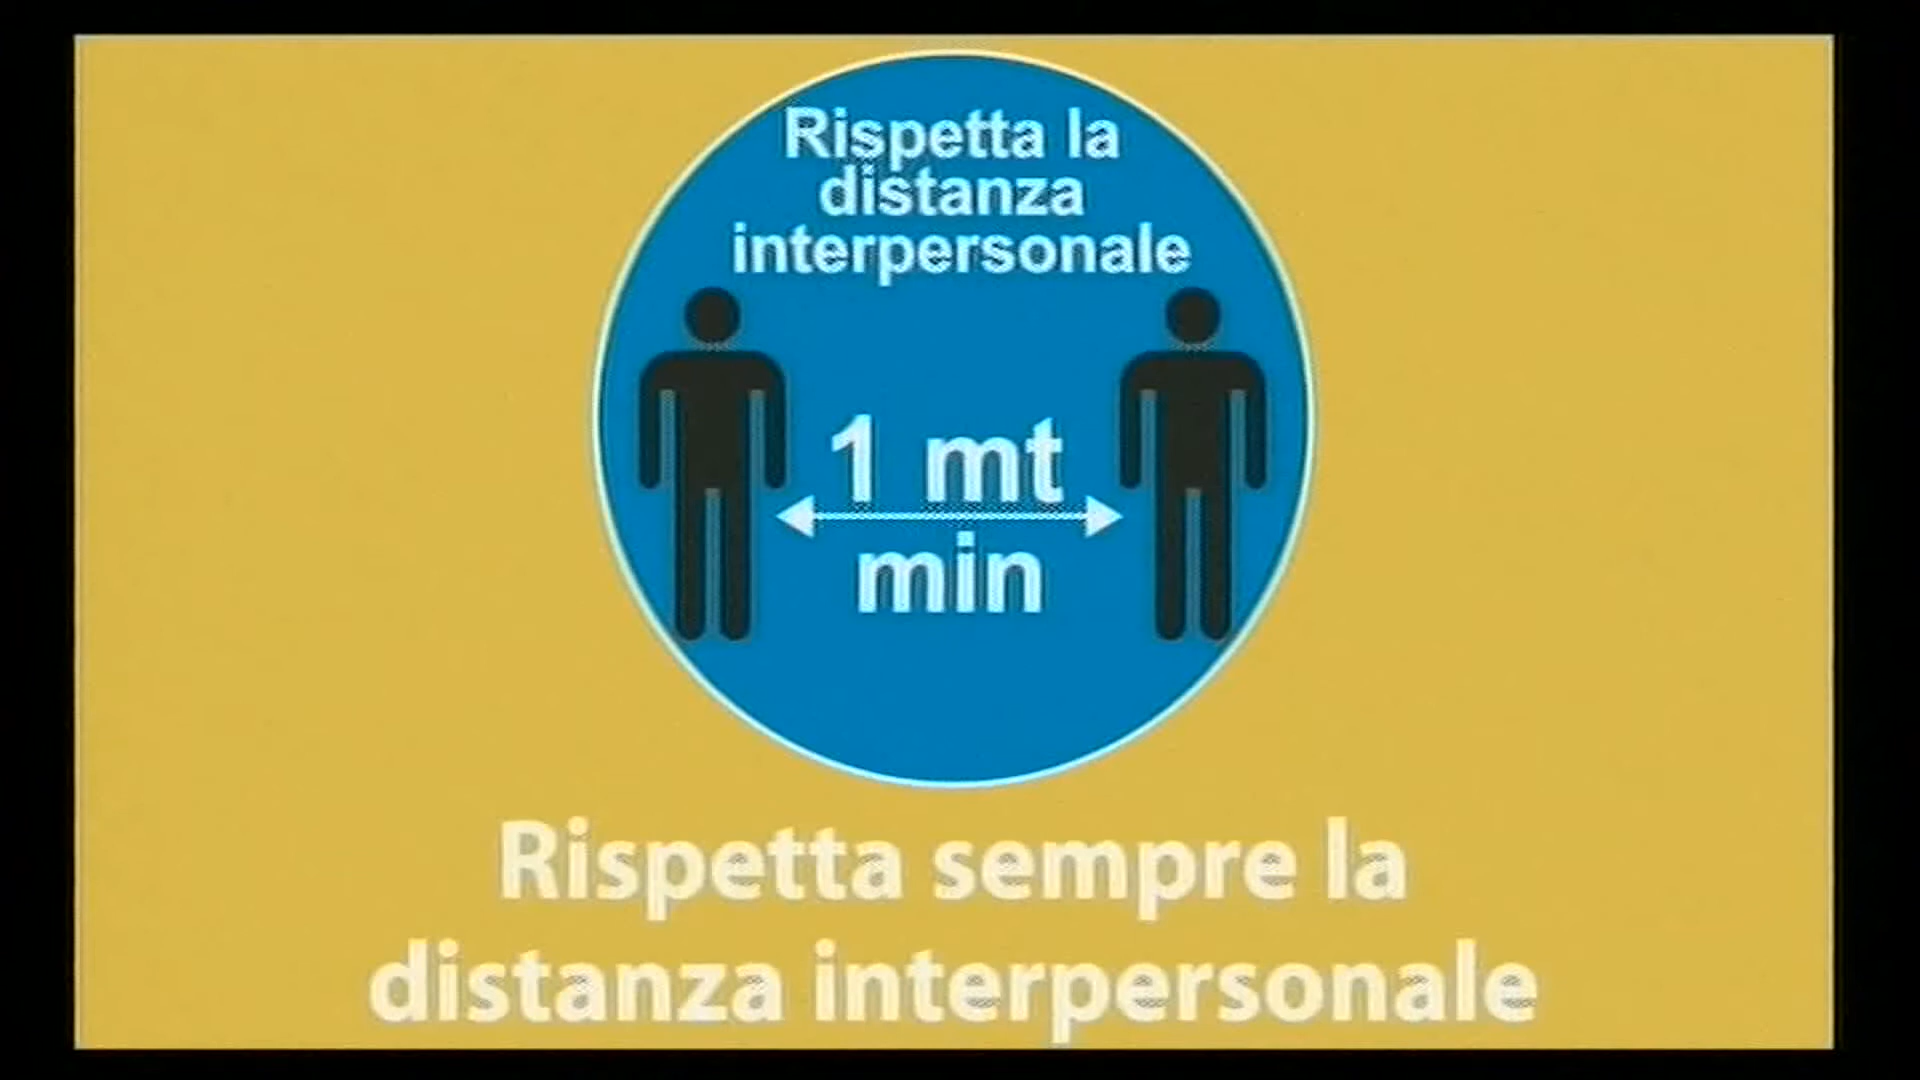 Rispetta la
distanza
interpersonale
1 mt
min
Rispetta sempre la
distanza interpersonale